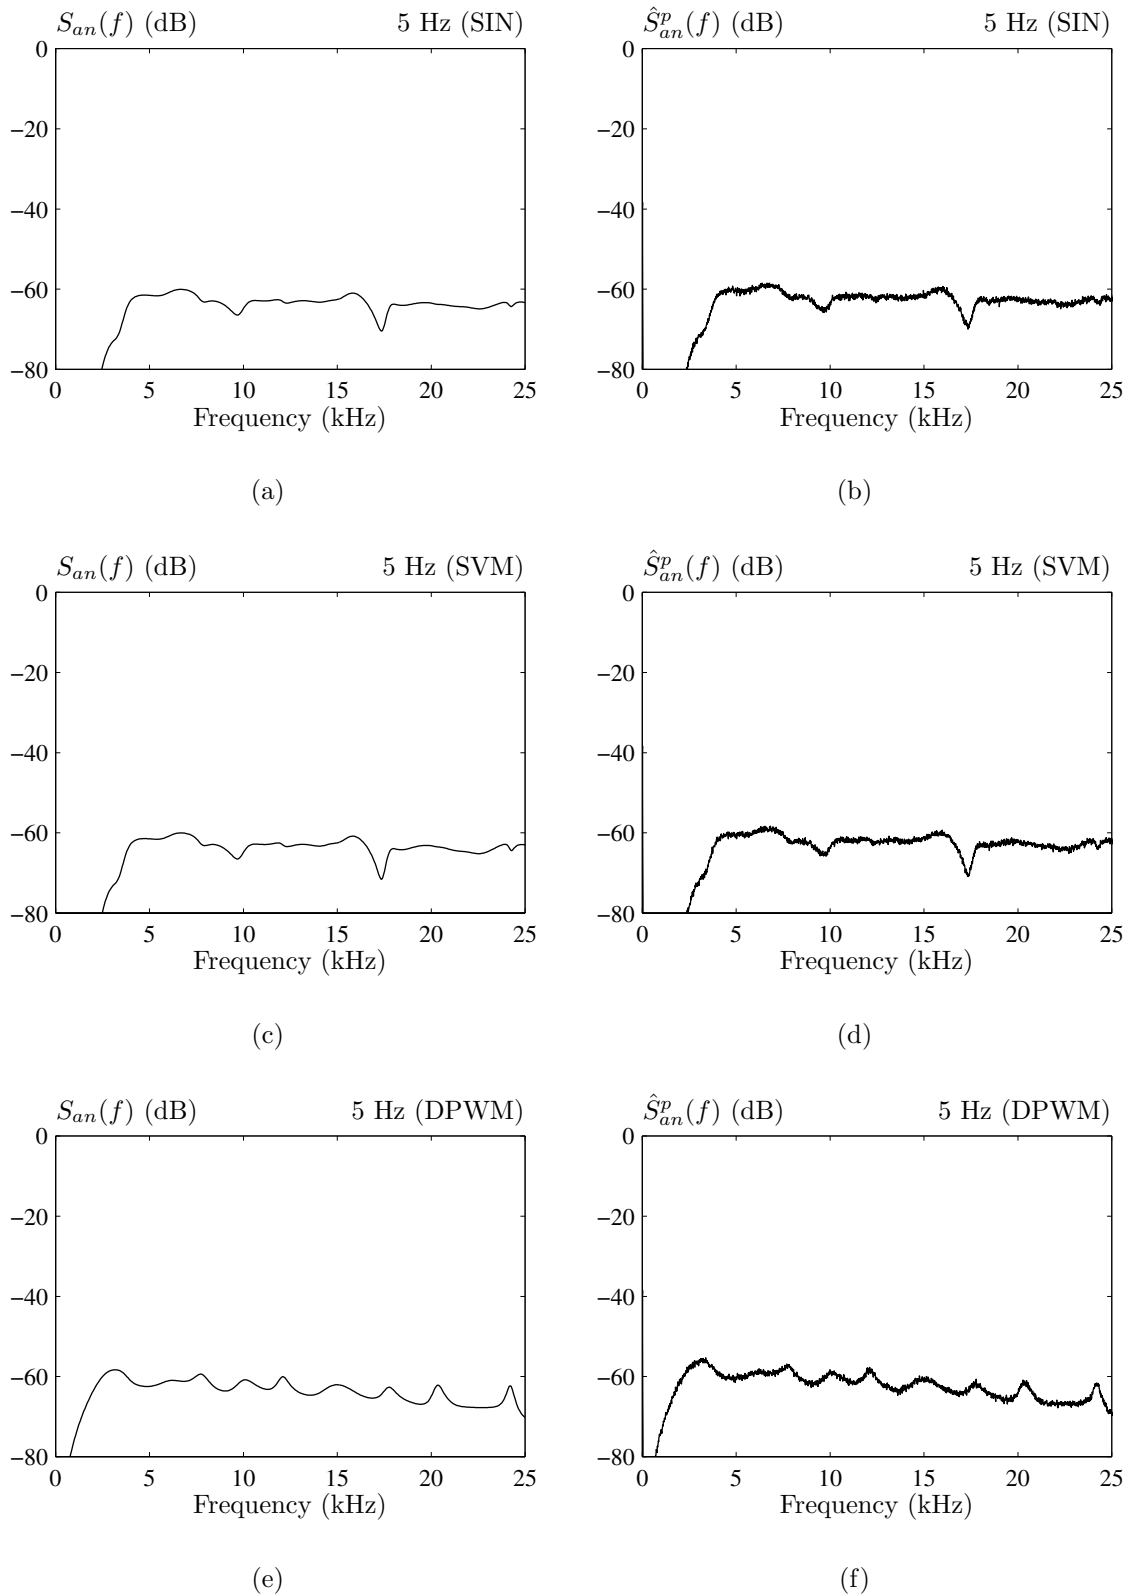 S_an(f) (dB) 5 Hz (SIN)
0
−20
−40
−60
−80
0 5 10 15 20 25
Frequency (kHz)
(a)
Ŝ^p_an(f) (dB) 5 Hz (SIN)
0
−20
−40
−60
−80
0 5 10 15 20 25
Frequency (kHz)
(b)
S_an(f) (dB) 5 Hz (SVM)
0
−20
−40
−60
−80
0 5 10 15 20 25
Frequency (kHz)
(c)
Ŝ^p_an(f) (dB) 5 Hz (SVM)
0
−20
−40
−60
−80
0 5 10 15 20 25
Frequency (kHz)
(d)
S_an(f) (dB) 5 Hz (DPWM)
0
−20
−40
−60
−80
0 5 10 15 20 25
Frequency (kHz)
(e)
Ŝ^p_an(f) (dB) 5 Hz (DPWM)
0
−20
−40
−60
−80
0 5 10 15 20 25
Frequency (kHz)
(f)